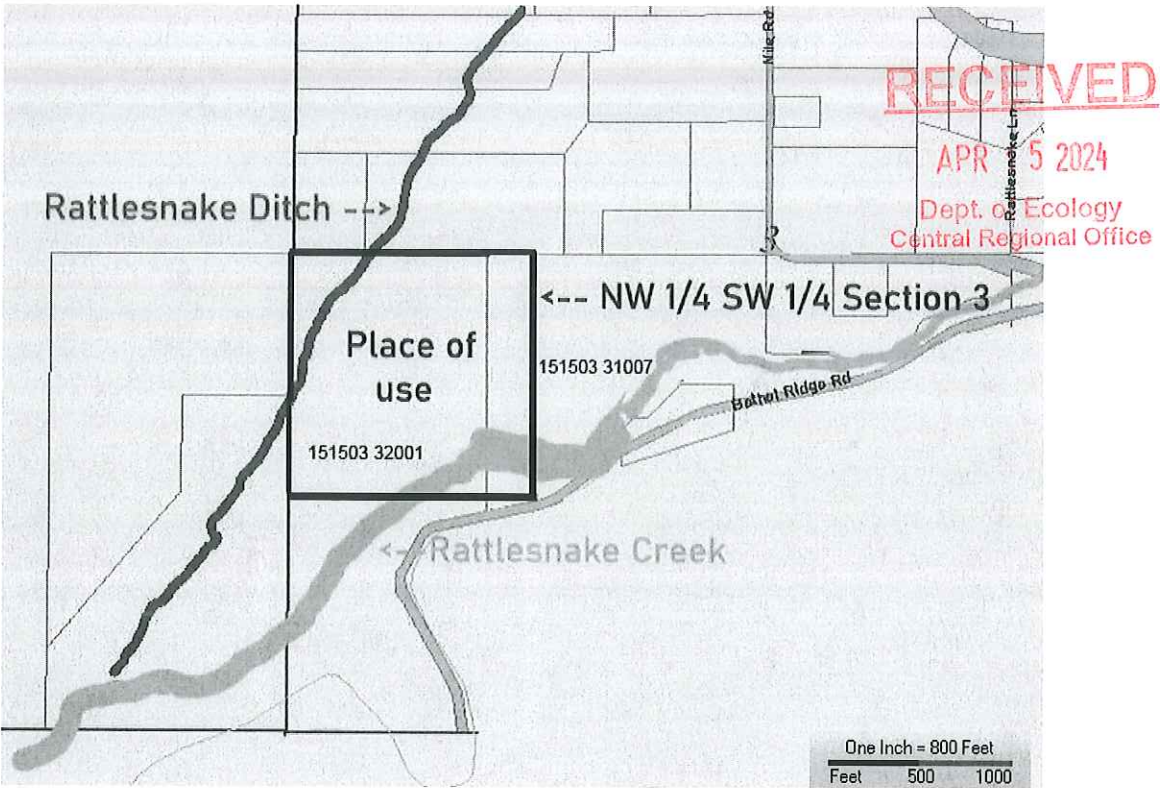 Nile Rd
RECEIVED
APR 5 2024
Rattlesnake Ln
Dept. of Ecology
Central Regional Office
Rattlesnake Ditch -->
3
<-- NW 1/4 SW 1/4 Section 3
Place of
use
151503 31007
Bethel Ridge Rd
151503 32001
<--Rattlesnake Creek
One Inch = 800 Feet
Feet 500 1000